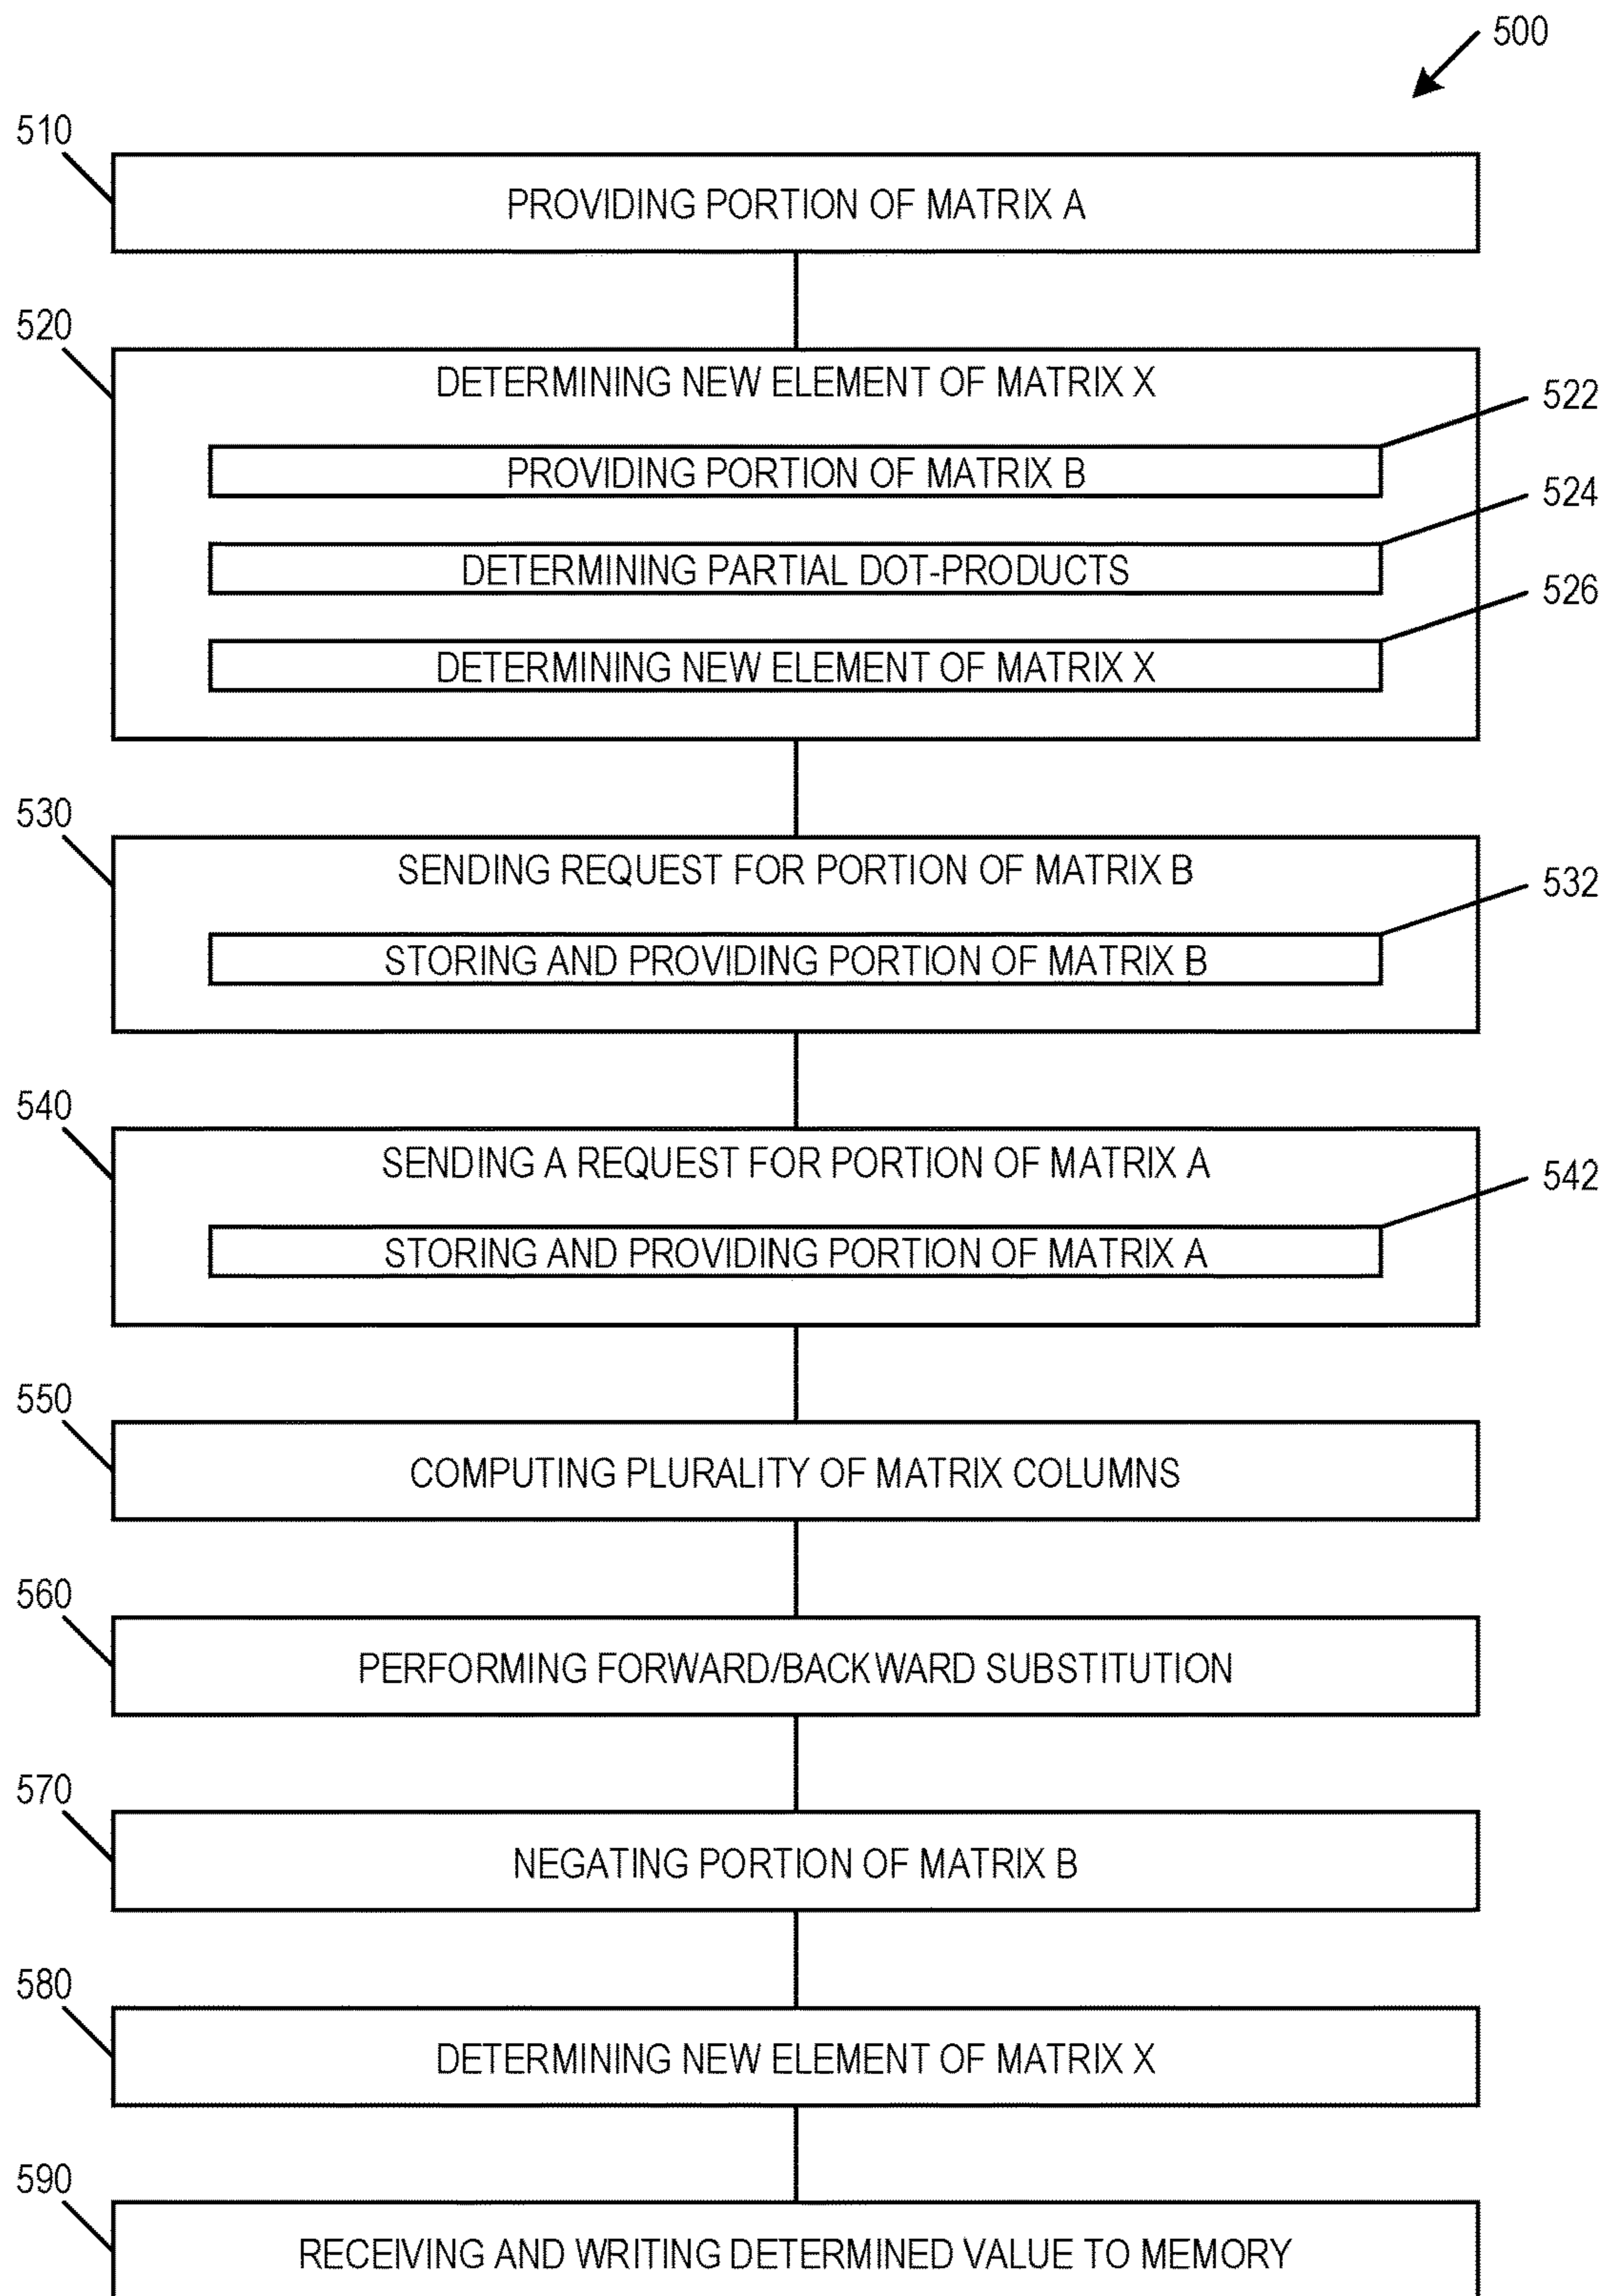 500
510
PROVIDING PORTION OF MATRIX A
520
DETERMINING NEW ELEMENT OF MATRIX X
522
PROVIDING PORTION OF MATRIX B
524
DETERMINING PARTIAL DOT-PRODUCTS
526
DETERMINING NEW ELEMENT OF MATRIX X
530
SENDING REQUEST FOR PORTION OF MATRIX B
532
STORING AND PROVIDING PORTION OF MATRIX B
540
SENDING A REQUEST FOR PORTION OF MATRIX A
542
STORING AND PROVIDING PORTION OF MATRIX A
550
COMPUTING PLURALITY OF MATRIX COLUMNS
560
PERFORMING FORWARD/BACKWARD SUBSTITUTION
570
NEGATING PORTION OF MATRIX B
580
DETERMINING NEW ELEMENT OF MATRIX X
590
RECEIVING AND WRITING DETERMINED VALUE TO MEMORY